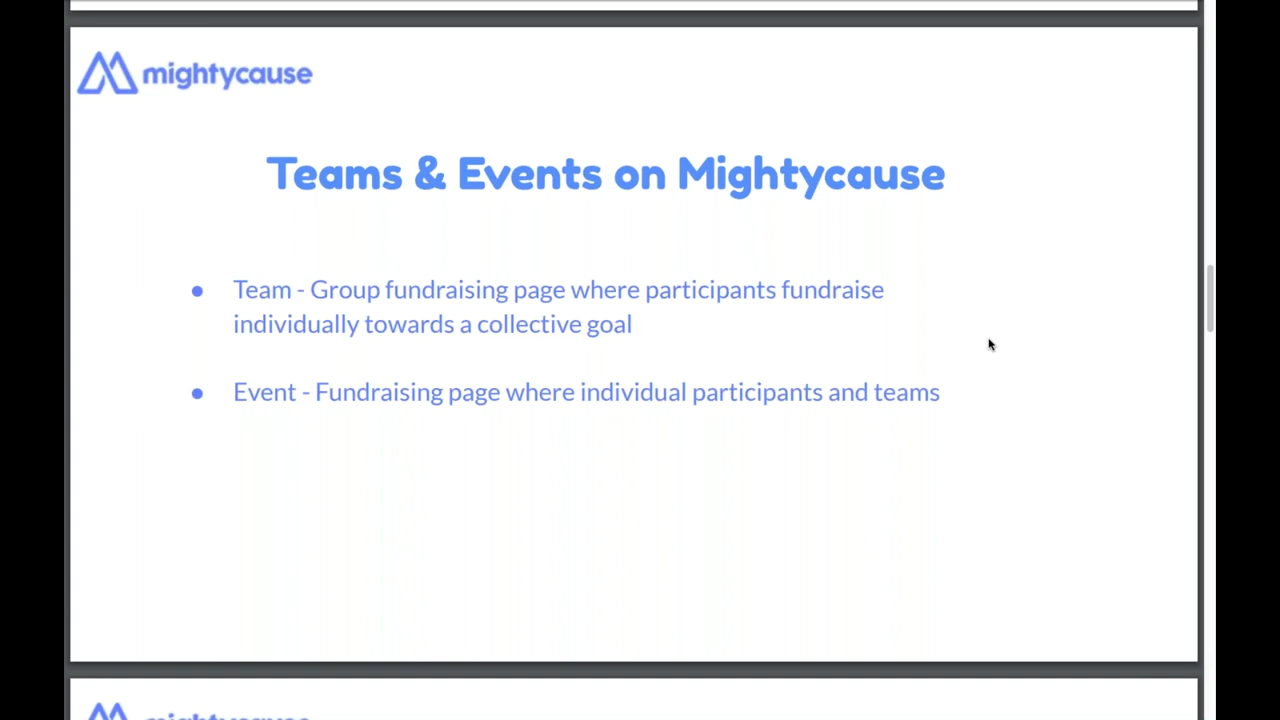 mightycause
Teams & Events on Mightycause
● Team - Group fundraising page where participants fundraise
individually towards a collective goal
● Event - Fundraising page where individual participants and teams